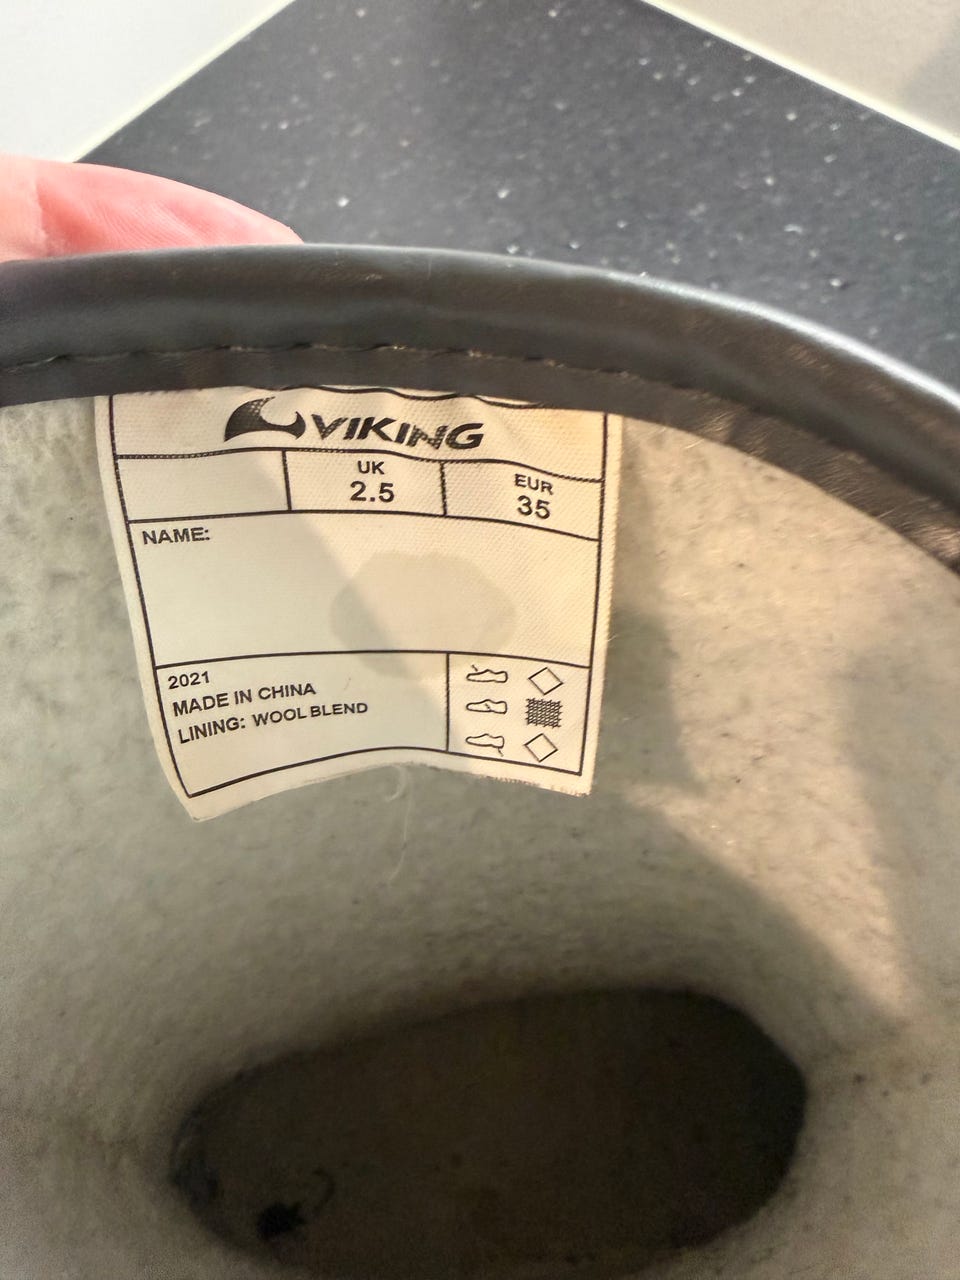 VIKING
UK
2.5
EUR
35
NAME:
2021
MADE IN CHINA
LINING: WOOL BLEND